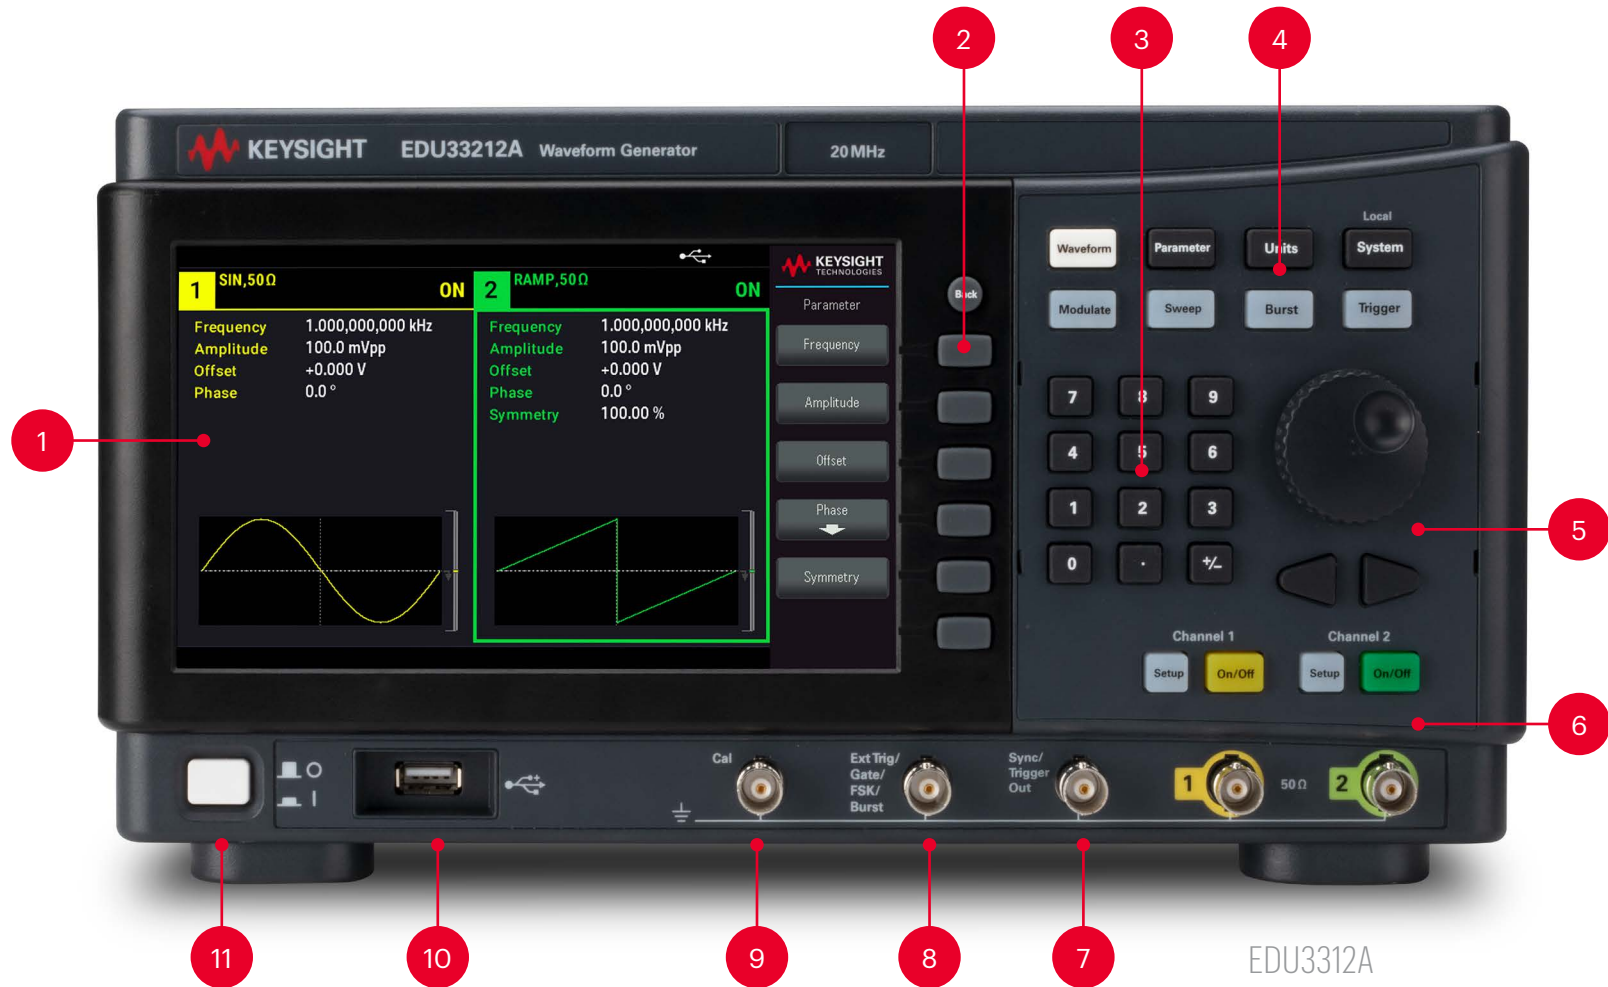 2
3
4
KEYSIGHT EDU33212A Waveform Generator 20 MHz
Local
Waveform Parameter Units System
Modulate Sweep Burst Trigger
KEYSIGHT
TECHNOLOGIES
1 SIN,50Ω ON
2 RAMP,50Ω ON
Back
Parameter
Frequency 1.000,000,000 kHz
Amplitude 100.0 mVpp
Offset +0.000 V
Phase 0.0 °
Frequency 1.000,000,000 kHz
Amplitude 100.0 mVpp
Offset +0.000 V
Phase 0.0 °
Symmetry 100.00 %
Frequency
Amplitude
Offset
Phase
Symmetry
7 8 9
4 5 6
1 2 3
0 . +/-
1
5
Channel 1 Channel 2
Setup On/Off Setup On/Off
6
Cal
Ext Trig/
Gate/
FSK/
Burst
Sync/
Trigger
Out
1 50 Ω 2
11
10
9
8
7
EDU3312A